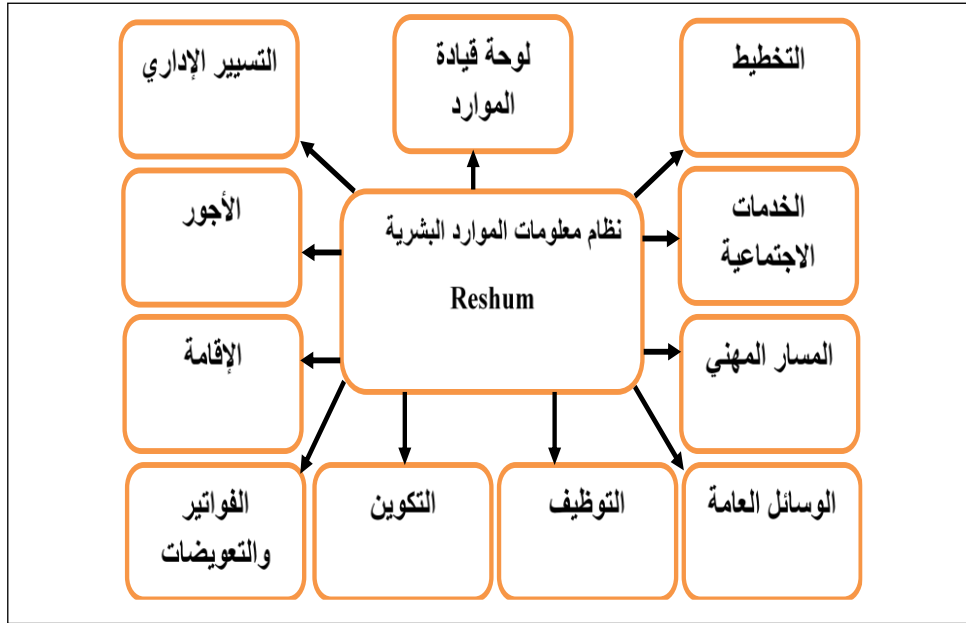 التخطيط
لوحة قيادة
الموارد
التسيير الإداري
الخدمات
الاجتماعية
نظام معلومات الموارد البشرية
Reshum
الأجور
المسار المهني
الإقامة
الوسائل العامة
التوظيف
التكوين
الفواتير
والتعويضات